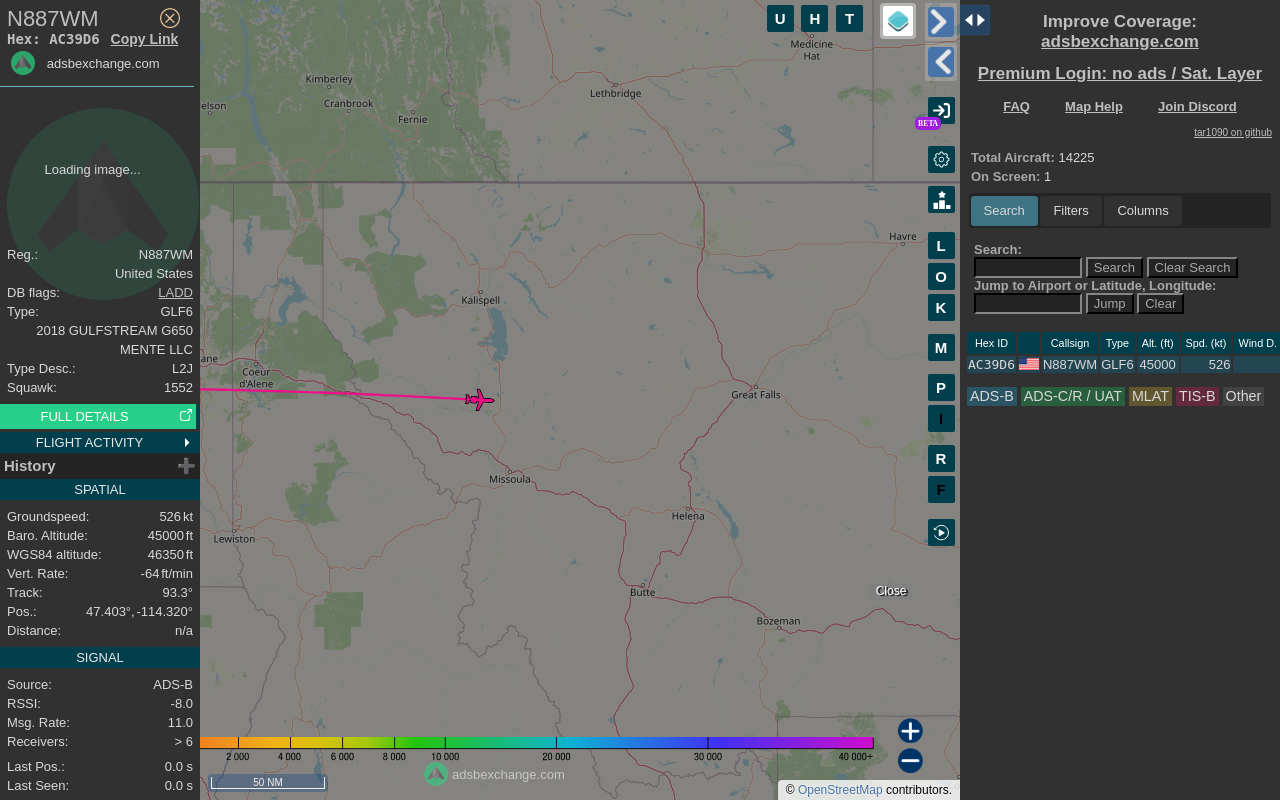 N887WM
Hex: AC39D6 Copy Link
adsbexchange.com
Loading image...
Reg.: N887WM
United States
DB flags: LADD
Type: GLF6
2018 GULFSTREAM G650
MENTE LLC
Type Desc.: L2J
Squawk: 1552
FULL DETAILS
FLIGHT ACTIVITY
History
SPATIAL
Groundspeed: 526 kt
Baro. Altitude: 45000 ft
WGS84 altitude: 46350 ft
Vert. Rate: -64 ft/min
Track: 93.3°
Pos.: 47.403°, -114.320°
Distance: n/a
SIGNAL
Source: ADS-B
RSSI: -8.0
Msg. Rate: 11.0
Receivers: > 6
Last Pos.: 0.0 s
Last Seen: 0.0 s
U H T
Medicine
Hat
Kimberley
Lethbridge
Cranbrook
elson
Fernie
BETA
Havre
L
O
K
M
P
I
R
F
Kalispell
ane
Coeur
d'Alene
Great Falls
Missoula
Helena
Lewiston
Butte
Close
Bozeman
2 000 4 000 6 000 8 000 10 000 20 000 30 000 40 000+
50 NM
adsbexchange.com
© OpenStreetMap contributors.
Improve Coverage:
adsbexchange.com
Premium Login: no ads / Sat. Layer
FAQ Map Help Join Discord
tar1090 on github
Total Aircraft: 14225
On Screen: 1
Search Filters Columns
Search:
Search Clear Search
Jump to Airport or Latitude, Longitude:
Jump Clear
Hex ID Callsign Type Alt. (ft) Spd. (kt) Wind D.
AC39D6 N887WM GLF6 45000 526
ADS-B ADS-C/R / UAT MLAT TIS-B Other